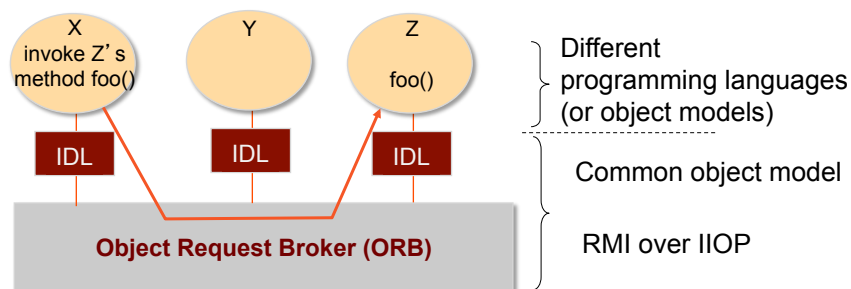 X
invoke Z’ s
method foo()
Y
Z
foo()
Different
programming languages
(or object models)
IDL
IDL
IDL
Common object model
Object Request Broker (ORB)
RMI over IIOP